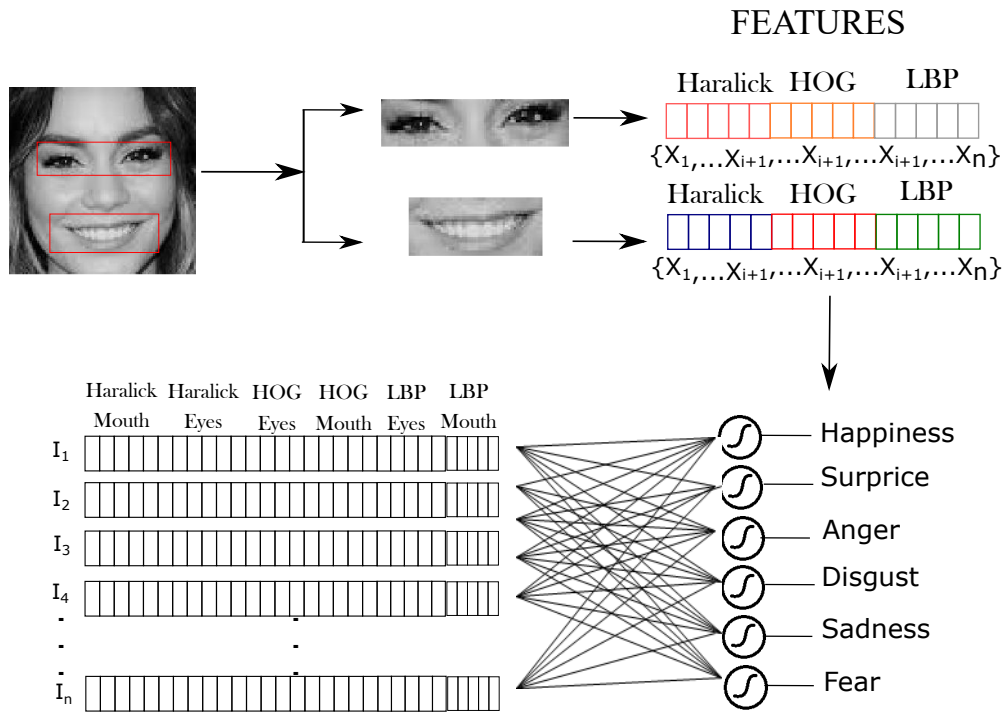 FEATURES
Haralick HOG LBP
{X1,...Xi+1,...Xi+1,...Xi+1,...Xn}
Haralick HOG LBP
{X1,...Xi+1,...Xi+1,...Xi+1,...Xn}
Haralick Haralick HOG HOG LBP LBP
Mouth Eyes Eyes Mouth Eyes Mouth
I1
I2
I3
I4
In
Happiness
Surprice
Anger
Disgust
Sadness
Fear